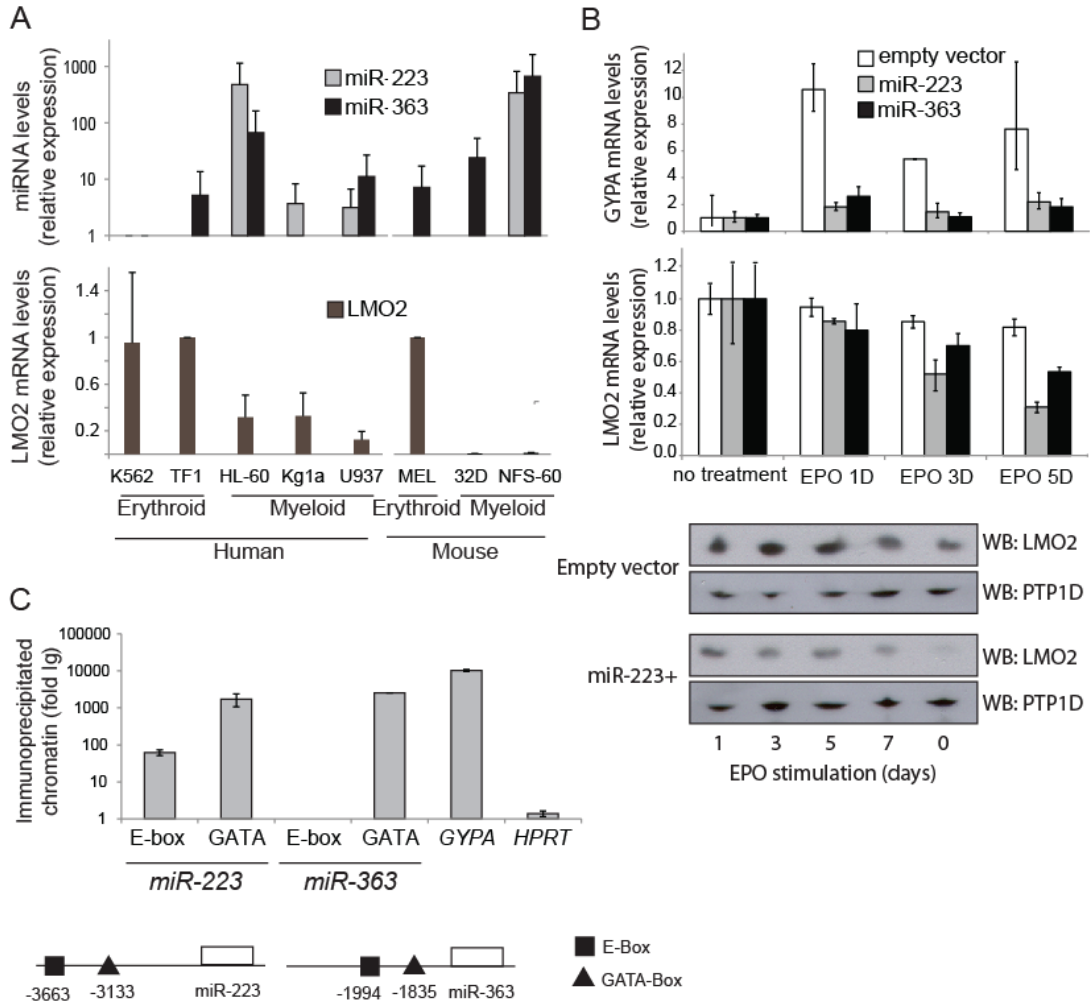 A
miRNA levels
(relative expression)
1000
100
10
1
miR-223
miR-363
LMO2 mRNA levels
(relative expression)
1.4
1
0.6
0.2
LMO2
K562 TF1 HL-60 Kg1a U937 MEL 32D NFS-60
Erythroid Myeloid Erythroid Myeloid
Human Mouse
B
GYPA mRNA levels
(relative expression)
12
10
8
6
4
2
0
empty vector
miR-223
miR-363
LMO2 mRNA levels
(relative expression)
1.2
1.0
0.8
0.6
0.4
0.2
0.0
no treatment EPO 1D EPO 3D EPO 5D
Empty vector
WB: LMO2
WB: PTP1D
miR-223+
WB: LMO2
WB: PTP1D
1 3 5 7 0
EPO stimulation (days)
C
Immunoprecipitated
chromatin (fold Ig)
100000
10000
1000
100
10
1
E-box GATA E-box GATA GYPA HPRT
miR-223 miR-363
-3663 -3133 miR-223
-1994 -1835 miR-363
E-Box
GATA-Box